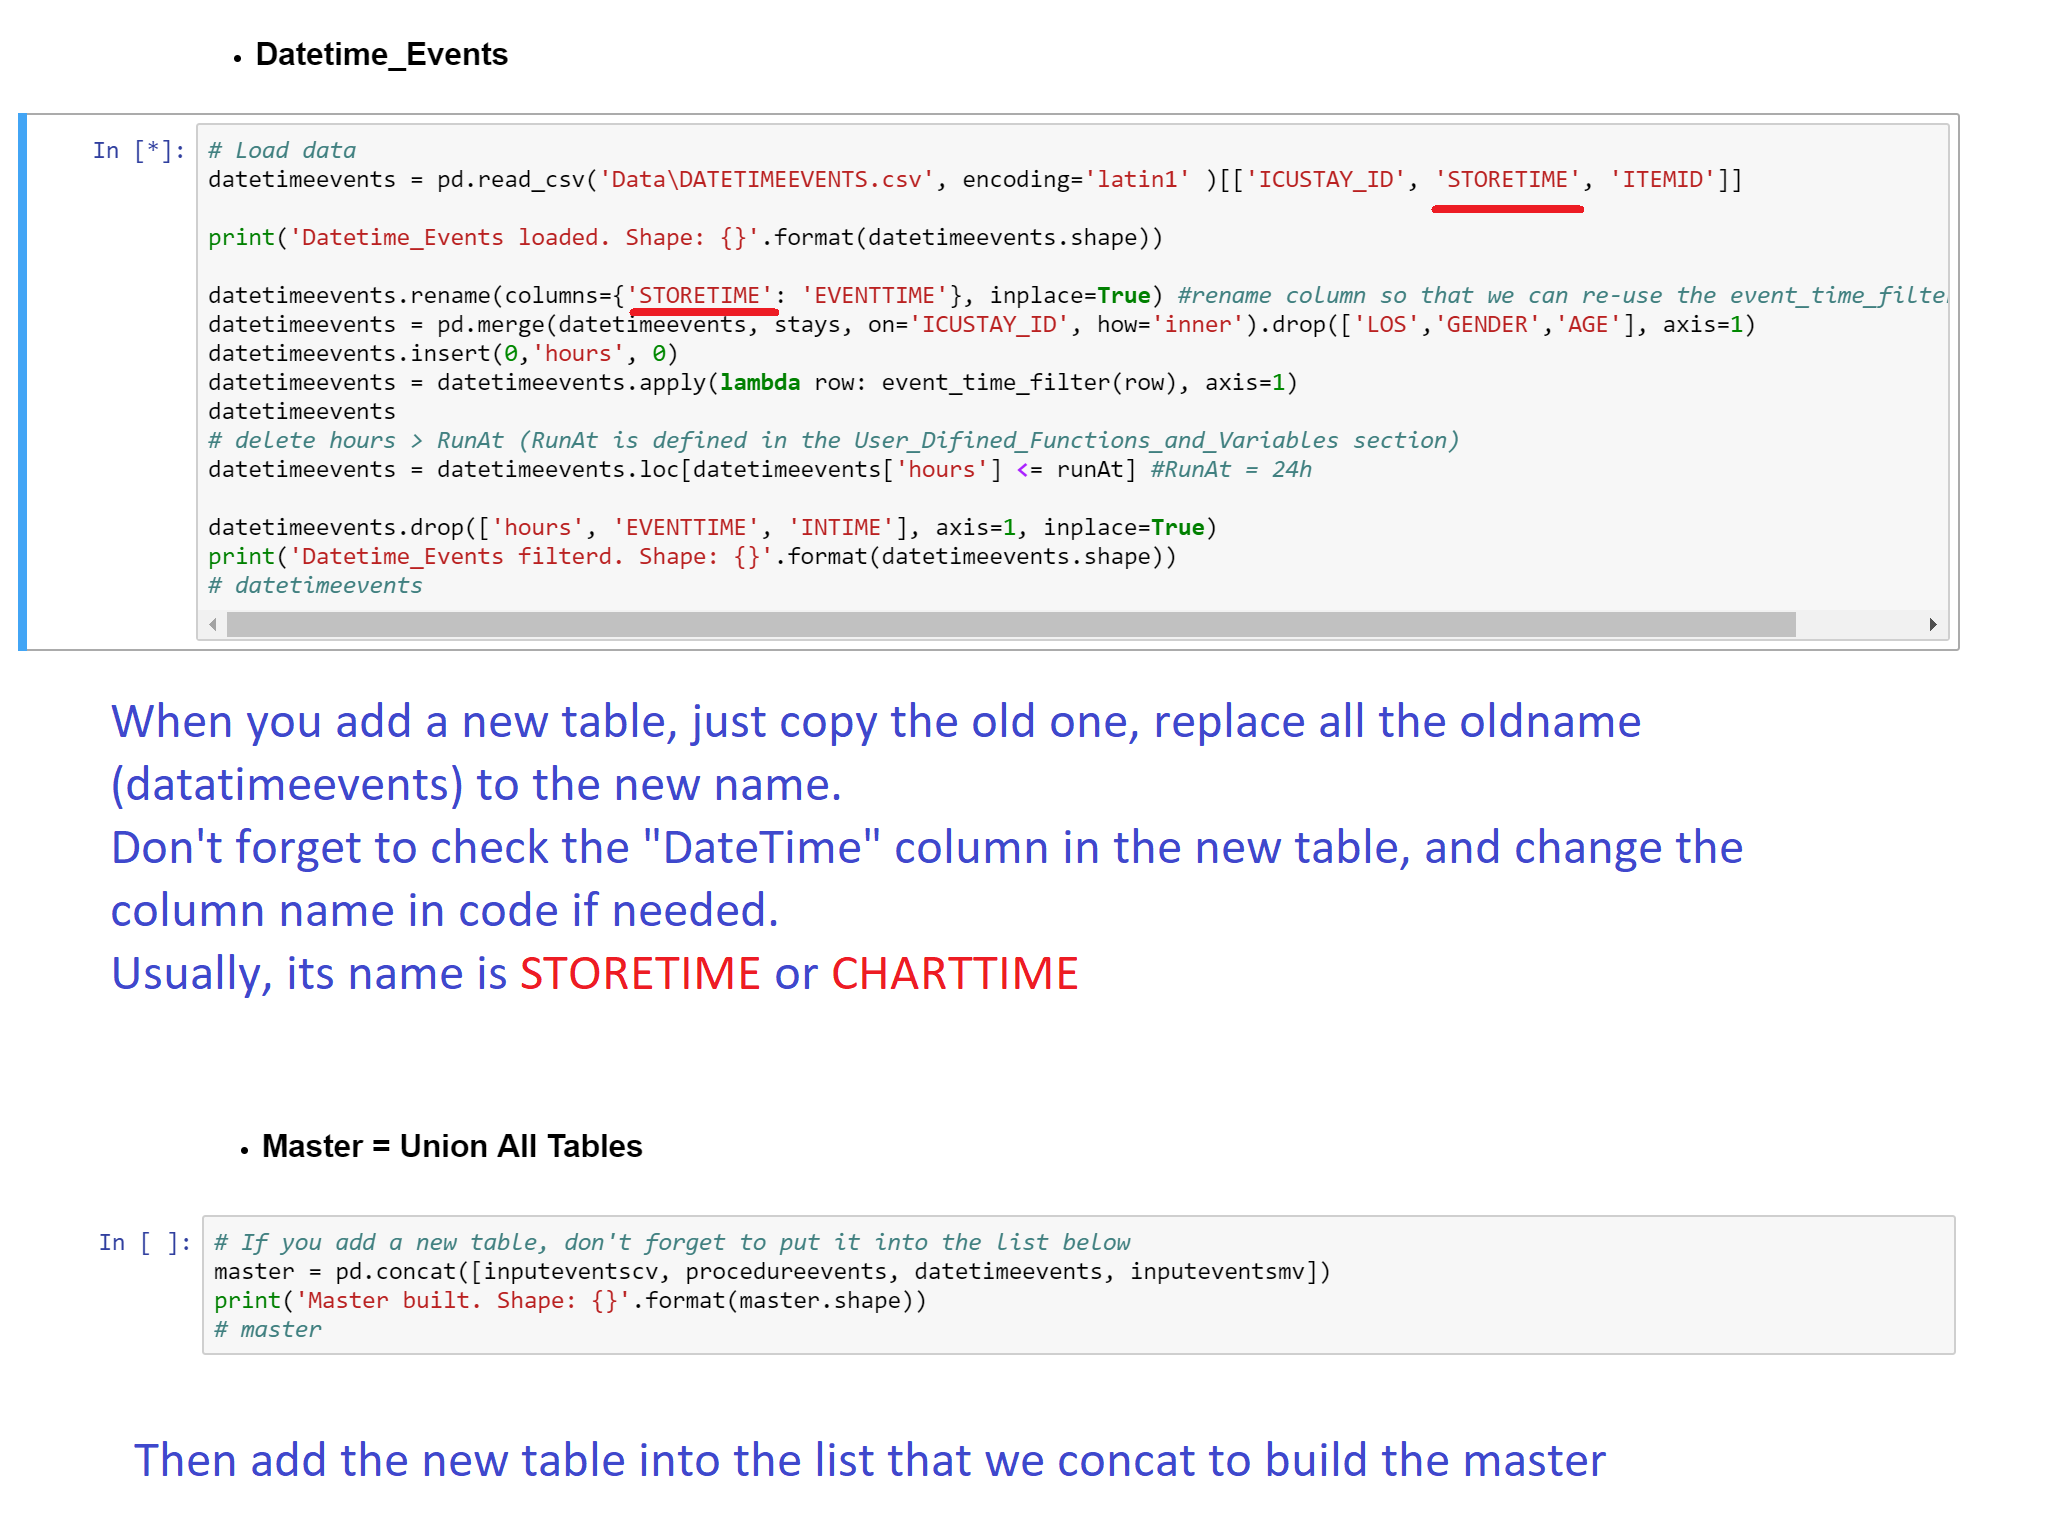 • Datetime_Events
In [*]:
# Load data
datetimeevents = pd.read_csv('Data\DATETIMEEVENTS.csv', encoding='latin1' )[['ICUSTAY_ID', 'STORETIME', 'ITEMID']]
print('Datetime_Events loaded. Shape: {}'.format(datetimeevents.shape))
datetimeevents.rename(columns={'STORETIME': 'EVENTTIME'}, inplace=True) #rename column so that we can re-use the event_time_filte
datetimeevents = pd.merge(datetimeevents, stays, on='ICUSTAY_ID', how='inner').drop(['LOS','GENDER','AGE'], axis=1)
datetimeevents.insert(0,'hours', 0)
datetimeevents = datetimeevents.apply(lambda row: event_time_filter(row), axis=1)
datetimeevents
# delete hours > RunAt (RunAt is defined in the User_Difined_Functions_and_Variables section)
datetimeevents = datetimeevents.loc[datetimeevents['hours'] <= runAt] #RunAt = 24h
datetimeevents.drop(['hours', 'EVENTTIME', 'INTIME'], axis=1, inplace=True)
print('Datetime_Events filterd. Shape: {}'.format(datetimeevents.shape))
# datetimeevents
When you add a new table, just copy the old one, replace all the oldname
(datatimeevents) to the new name.
Don't forget to check the "DateTime" column in the new table, and change the
column name in code if needed.
Usually, its name is STORETIME or CHARTTIME
• Master = Union All Tables
In [ ]:
# If you add a new table, don't forget to put it into the list below
master = pd.concat([inputeventscv, procedureevents, datetimeevents, inputeventsmv])
print('Master built. Shape: {}'.format(master.shape))
# master
Then add the new table into the list that we concat to build the master